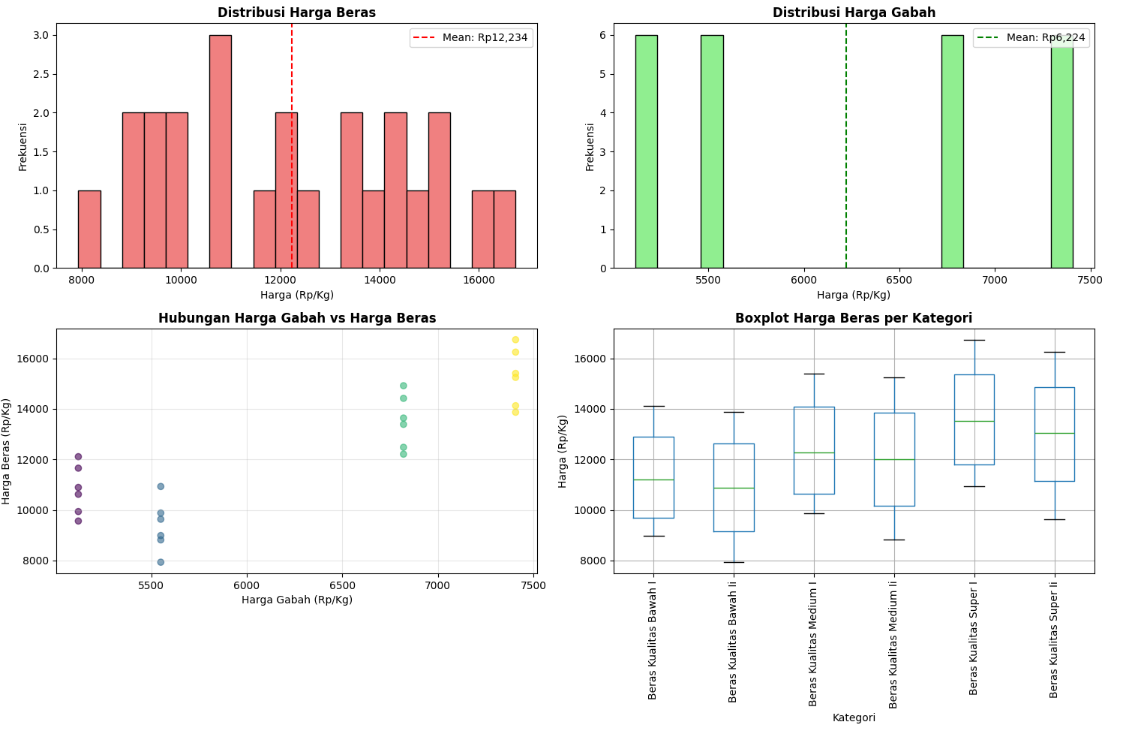 Distribusi Harga Beras
3.0
2.5
2.0
1.5
1.0
0.5
0.0
Frekuensi
Mean: Rp12,234
8000 10000 12000 14000 16000
Harga (Rp/Kg)
Distribusi Harga Gabah
6
5
4
3
2
1
0
Frekuensi
Mean: Rp6,224
5500 6000 6500 7000 7500
Harga (Rp/Kg)
Hubungan Harga Gabah vs Harga Beras
16000
14000
12000
10000
8000
Harga Beras (Rp/Kg)
5500 6000 6500 7000 7500
Harga Gabah (Rp/Kg)
Boxplot Harga Beras per Kategori
16000
14000
12000
10000
8000
Harga (Rp/Kg)
Beras Kualitas Bawah I
Beras Kualitas Bawah Ii
Beras Kualitas Medium I
Beras Kualitas Medium Ii
Beras Kualitas Super I
Beras Kualitas Super Ii
Kategori